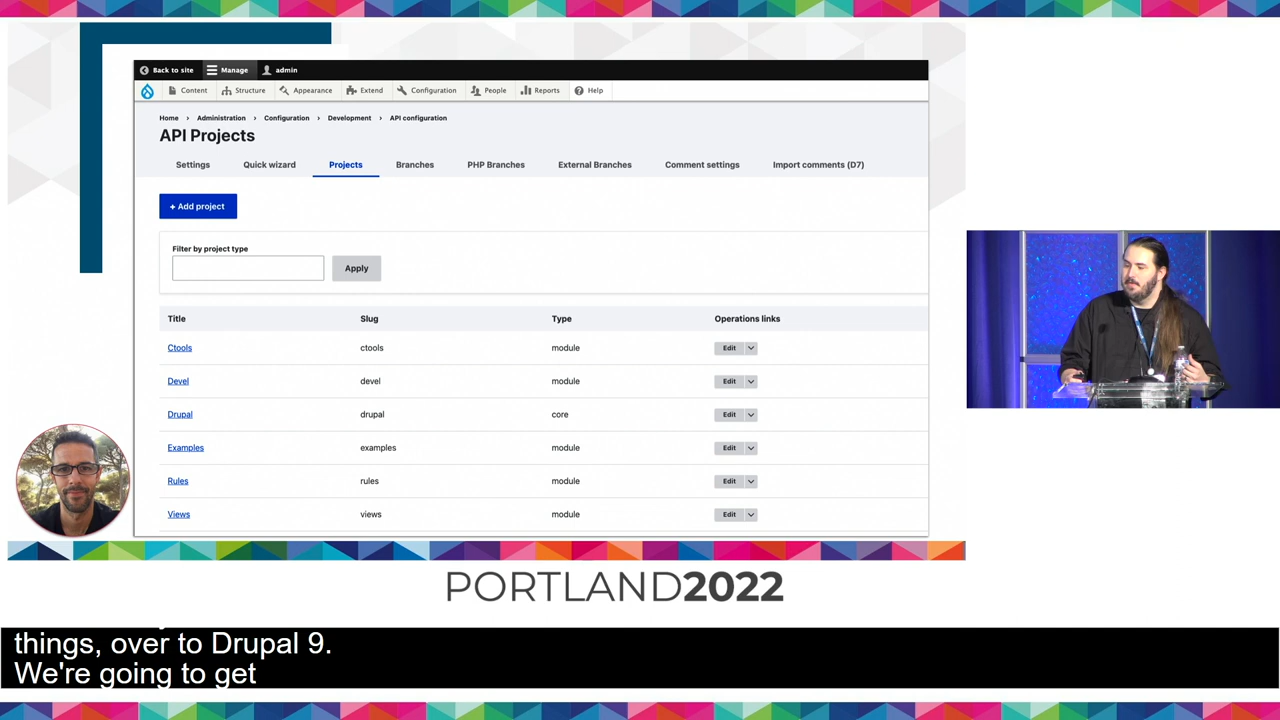 Back to site Manage admin
Content Structure Appearance Extend Configuration People Reports Help
Home › Administration › Configuration › Development › API configuration
API Projects
Settings Quick wizard Projects Branches PHP Branches External Branches Comment settings Import comments (D7)
+ Add project
Filter by project type
Apply
Title Slug Type Operations links
Ctools ctools module Edit
Devel devel module Edit
Drupal drupal core Edit
Examples examples module Edit
Rules rules module Edit
Views views module Edit
PORTLAND2022
things, over to Drupal 9.
We're going to get